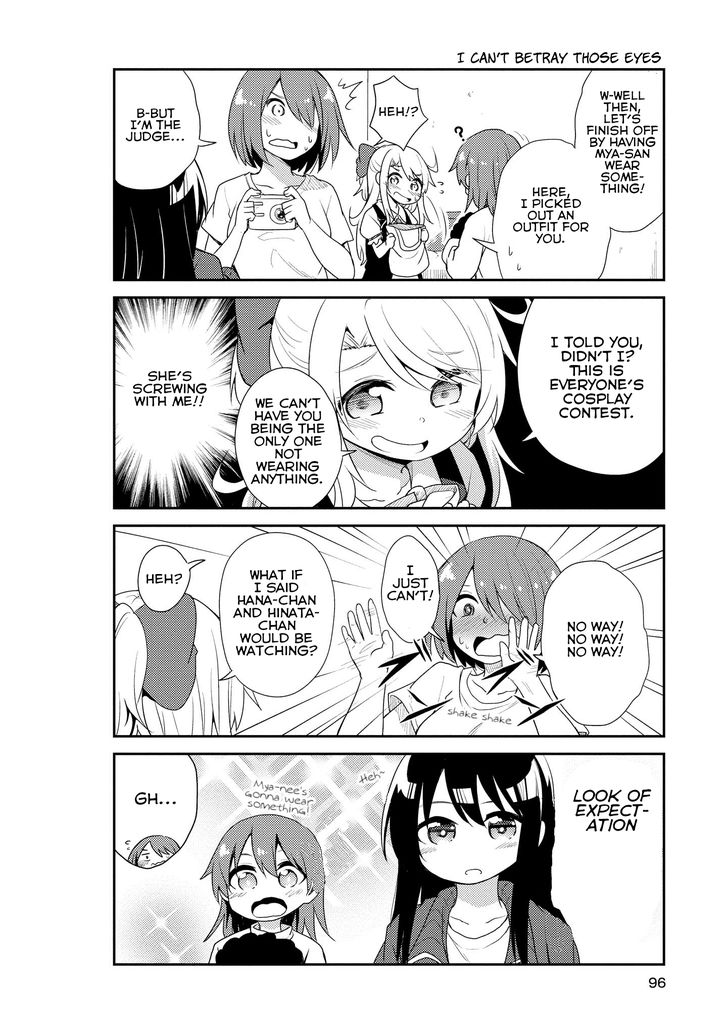 I CAN'T BETRAY THOSE EYES
W-WELL
THEN,
LET'S
FINISH OFF
BY HAVING
MYA-SAN
WEAR
SOME-
THING!
HERE,
I PICKED
OUT AN
OUTFIT FOR
YOU.
?
HEH!?
B-BUT
I'M THE
JUDGE...
I TOLD YOU,
DIDN'T I?
THIS IS
EVERYONE'S
COSPLAY
CONTEST.
WE CAN'T
HAVE YOU
BEING THE
ONLY ONE
NOT
WEARING
ANYTHING.
SHE'S
SCREWING
WITH ME!!
NO WAY!
NO WAY!
NO WAY!
I
JUST
CAN'T!
shake shake
WHAT IF
I SAID
HANA-CHAN
AND HINATA-
CHAN
WOULD BE
WATCHING?
HEH?
LOOK OF
EXPECT-
ATION
Heh~
Mya-nee's
Gonna wear
something!
GH...
96